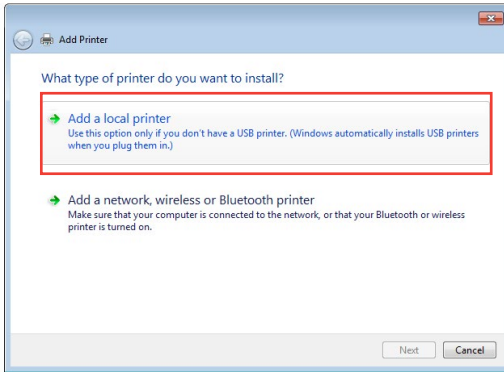 Add Printer
What type of printer do you want to install?
Add a local printer
Use this option only if you don't have a USB printer. (Windows automatically installs USB printers
when you plug them in.)
Add a network, wireless or Bluetooth printer
Make sure that your computer is connected to the network, or that your Bluetooth or wireless
printer is turned on.
Next
Cancel